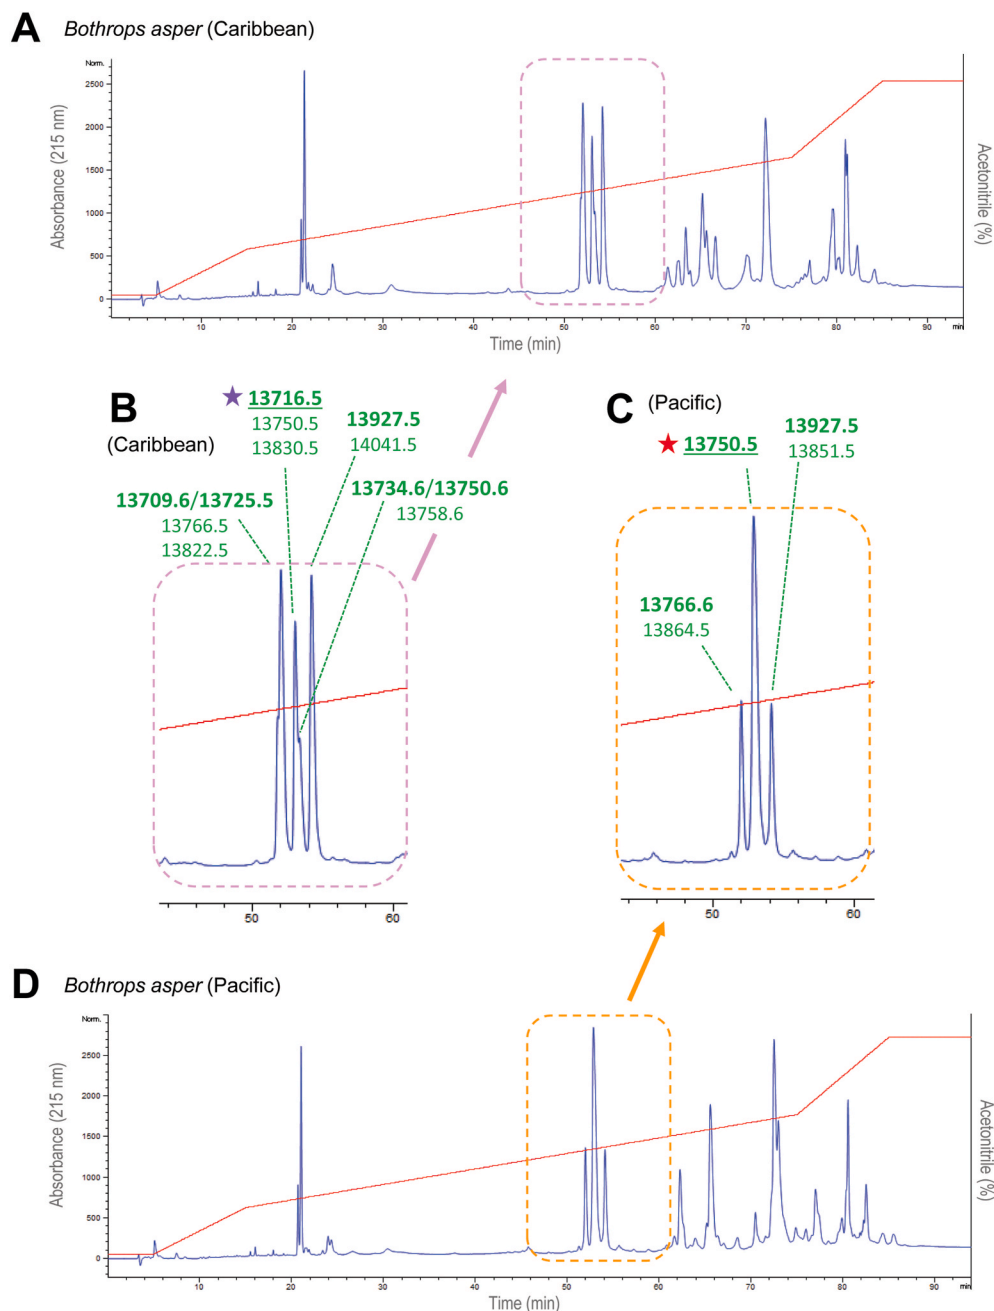 A Bothrops asper (Caribbean)
Norm.
2500
2000
1500
1000
500
0
Absorbance (215 nm)
Acetonitrile (%)
10 20 30 40 50 60 70 80 90 min
Time (min)
B
(Caribbean)
★ 13716.5
13750.5
13830.5
13927.5
14041.5
13709.6/13725.5
13766.5
13822.5
13734.6/13750.6
13758.6
50 60
C (Pacific)
★ 13750.5
13927.5
13851.5
13766.6
13864.5
50 60
D Bothrops asper (Pacific)
Norm.
2500
2000
1500
1000
500
0
Absorbance (215 nm)
Acetonitrile (%)
10 20 30 40 50 60 70 80 90 min
Time (min)